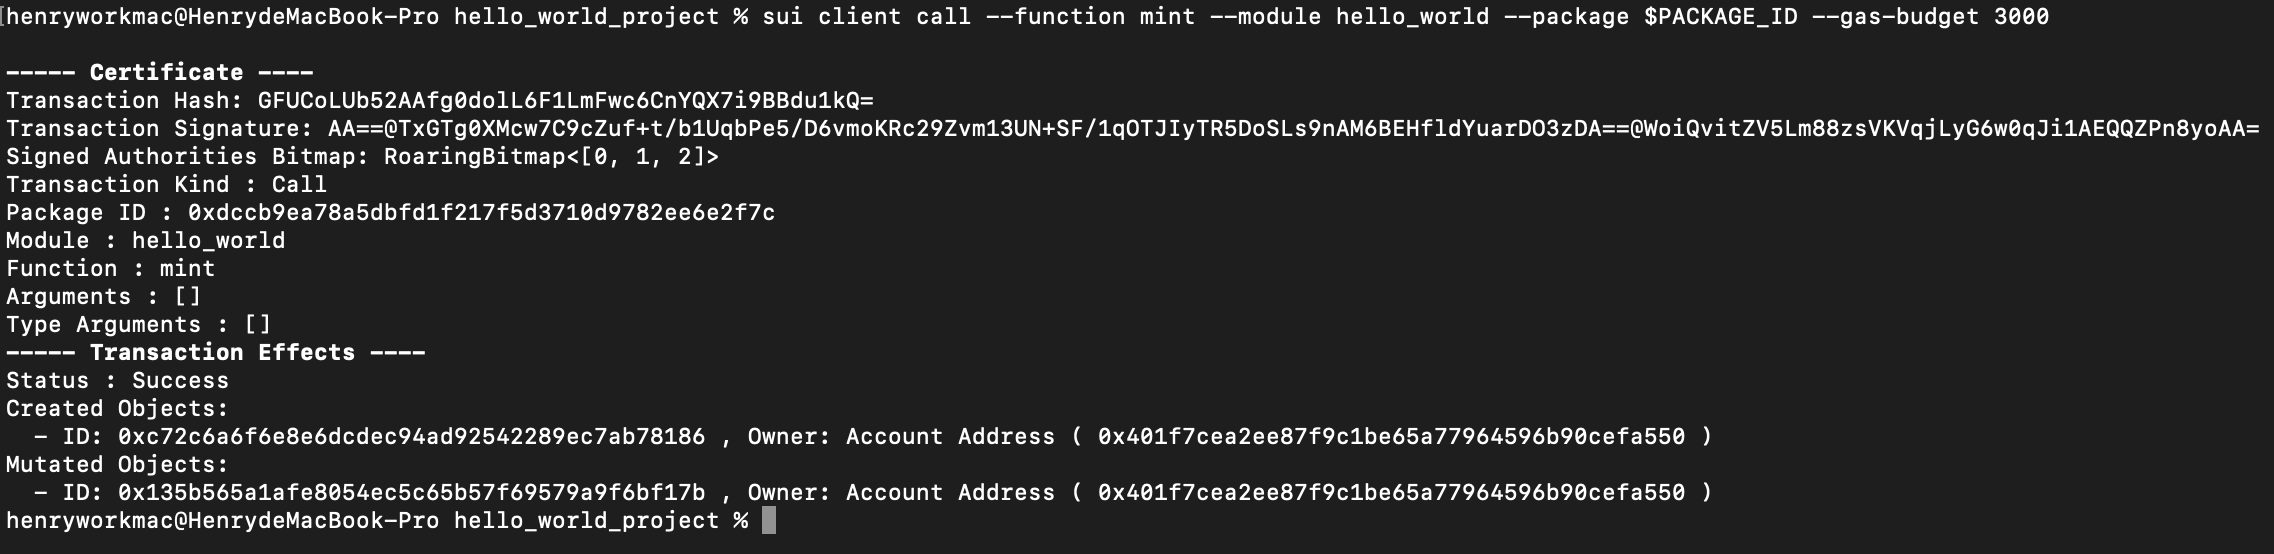 henryworkmac@HenrydeMacBook-Pro hello_world_project % sui client call --function mint --module hello_world --package $PACKAGE_ID --gas-budget 3000
----- Certificate ----
Transaction Hash: GFUCoLUb52AAfg0dolL6F1LmFwc6CnYQX7i9BBdu1kQ=
Transaction Signature: AA==@TxGTg0XMcw7C9cZuf+t/b1UqbPe5/D6vmoKRc29Zvm13UN+SF/1qOTJIyTR5DoSLs9nAM6BEHfldYuarDO3zDA==@WoiQvitZV5Lm88zsVKVqjLyG6w0qJi1AEQQZPn8yoAA=
Signed Authorities Bitmap: RoaringBitmap<[0, 1, 2]>
Transaction Kind : Call
Package ID : 0xdccb9ea78a5dbfd1f217f5d3710d9782ee6e2f7c
Module : hello_world
Function : mint
Arguments : []
Type Arguments : []
----- Transaction Effects ----
Status : Success
Created Objects:
  - ID: 0xc72c6a6f6e8e6dcdec94ad92542289ec7ab78186 , Owner: Account Address ( 0x401f7cea2ee87f9c1be65a77964596b90cefa550 )
Mutated Objects:
  - ID: 0x135b565a1afe8054ec5c65b57f69579a9f6bf17b , Owner: Account Address ( 0x401f7cea2ee87f9c1be65a77964596b90cefa550 )
henryworkmac@HenrydeMacBook-Pro hello_world_project %